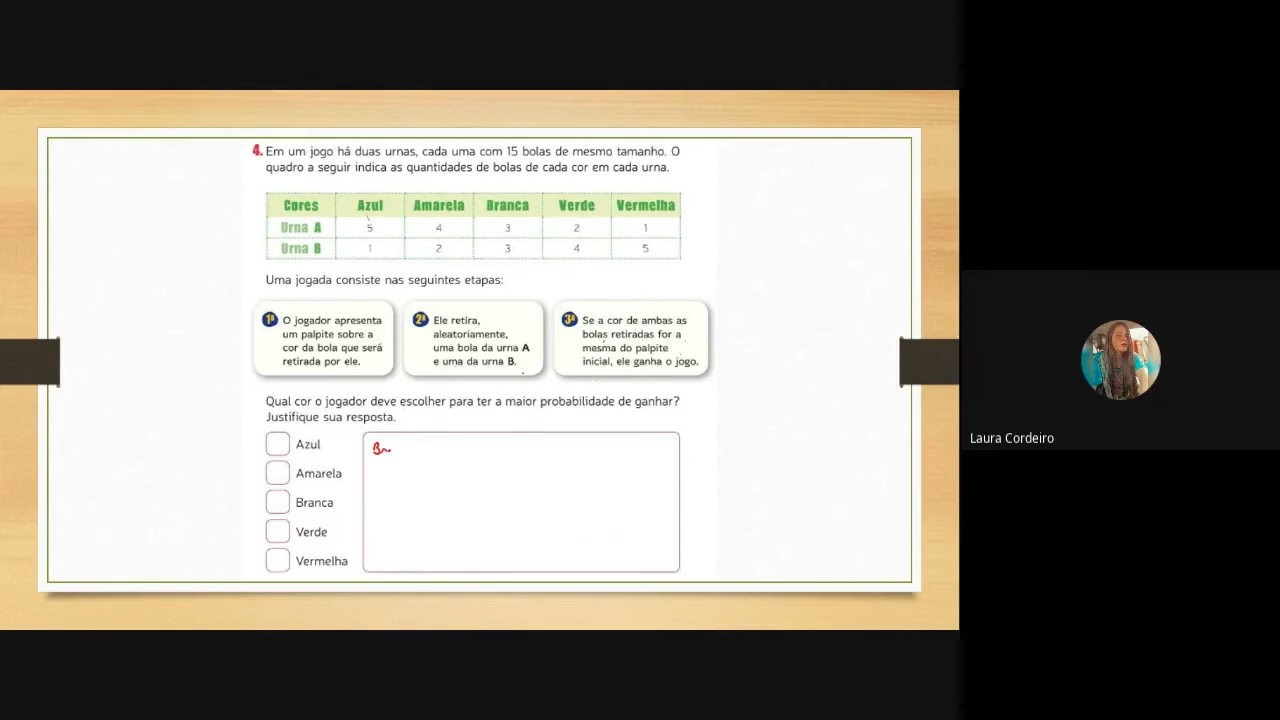 4. Em um jogo há duas urnas, cada uma com 15 bolas de mesmo tamanho. O
quadro a seguir indica as quantidades de bolas de cada cor em cada urna.
Cores Azul Amarela Branca Verde Vermelha
Urna A 5 4 3 2 1
Urna B 1 2 3 4 5
Uma jogada consiste nas seguintes etapas:
1ª O jogador apresenta
um palpite sobre a
cor da bola que será
retirada por ele.
2ª Ele retira,
aleatoriamente,
uma bola da urna A
e uma da urna B.
3ª Se a cor de ambas as
bolas retiradas for a
mesma do palpite
inicial, ele ganha o jogo.
Qual cor o jogador deve escolher para ter a maior probabilidade de ganhar?
Justifique sua resposta.
Azul
Amarela
Branca
Verde
Vermelha
Br
Laura Cordeiro